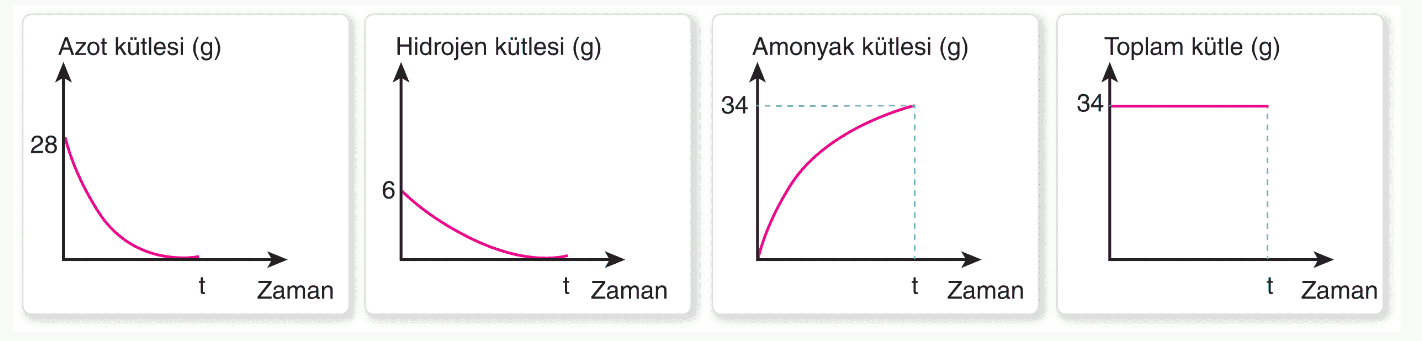 Azot kütlesi (g)
28
t
Zaman
Hidrojen kütlesi (g)
6
t
Zaman
Amonyak kütlesi (g)
34
t
Zaman
Toplam kütle (g)
34
t
Zaman